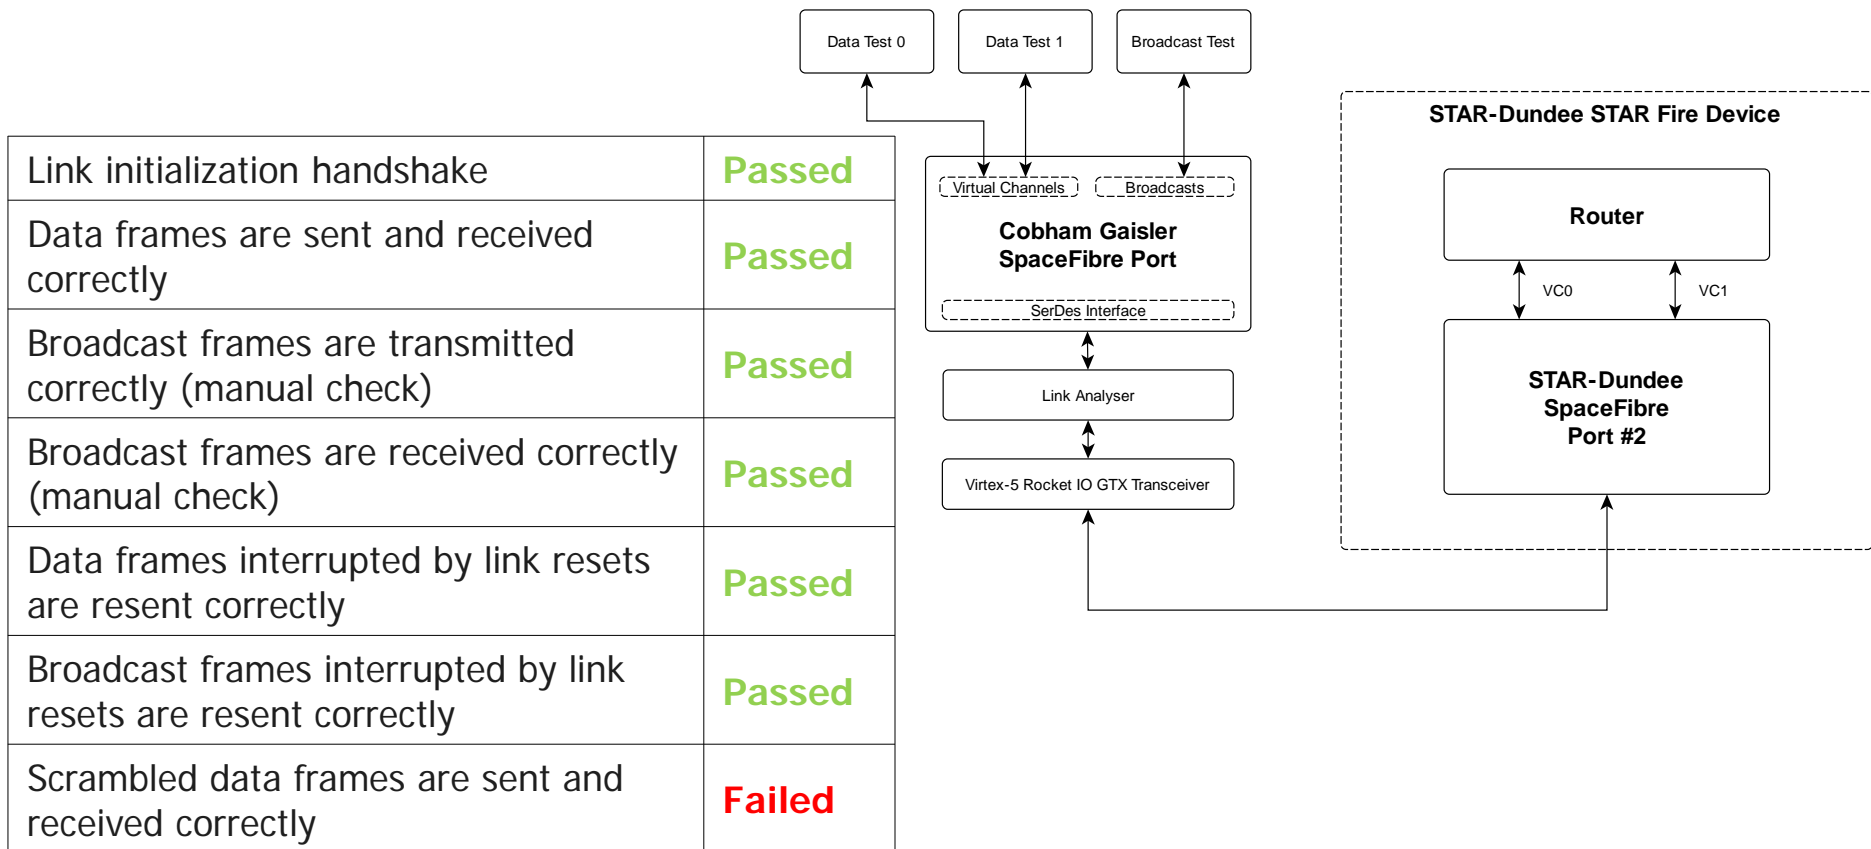 Link initialization handshake
Passed
Data frames are sent and received
correctly
Passed
Broadcast frames are transmitted
correctly (manual check)
Passed
Broadcast frames are received correctly
(manual check)
Passed
Data frames interrupted by link resets
are resent correctly
Passed
Broadcast frames interrupted by link
resets are resent correctly
Passed
Scrambled data frames are sent and
received correctly
Failed
Data Test 0
Data Test 1
Broadcast Test
Virtual Channels
Broadcasts
Cobham Gaisler
SpaceFibre Port
SerDes Interface
Link Analyser
Virtex-5 Rocket IO GTX Transceiver
STAR-Dundee STAR Fire Device
Router
VC0
VC1
STAR-Dundee
SpaceFibre
Port #2